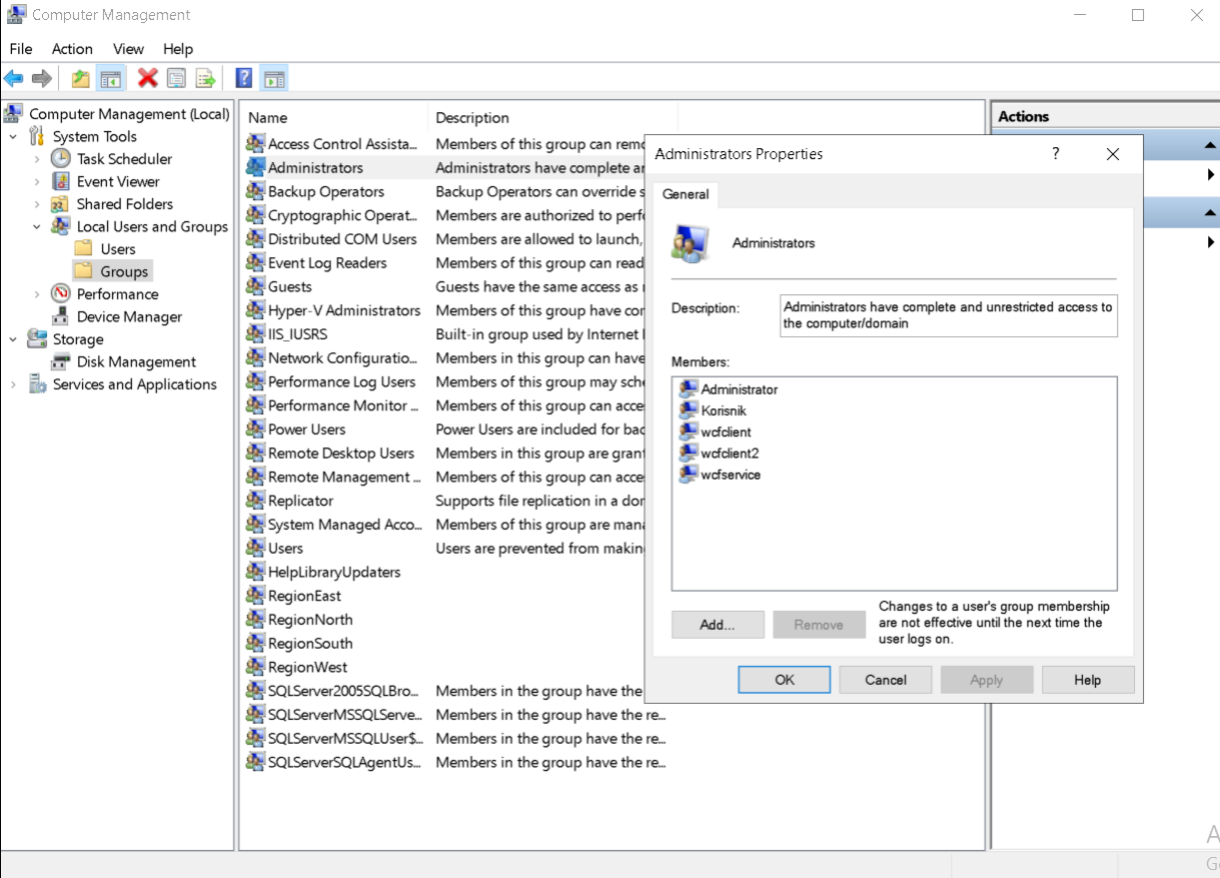 Computer Management
File Action View Help
Computer Management (Local)
System Tools
Task Scheduler
Event Viewer
Shared Folders
Local Users and Groups
Users
Groups
Performance
Device Manager
Storage
Disk Management
Services and Applications
Name Description
Access Control Assista... Members of this group can remo
Administrators Administrators have complete an
Backup Operators Backup Operators can override s
Cryptographic Operat... Members are authorized to perfo
Distributed COM Users Members are allowed to launch,
Event Log Readers Members of this group can read
Guests Guests have the same access as
Hyper-V Administrators Members of this group have con
IIS_IUSRS Built-in group used by Internet
Network Configuratio... Members in this group can have
Performance Log Users Members of this group may sche
Performance Monitor ... Members of this group can acce
Power Users Power Users are included for bac
Remote Desktop Users Members in this group are grant
Remote Management ... Members of this group can acce
Replicator Supports file replication in a dom
System Managed Acco... Members of this group are mana
Users Users are prevented from makin
HelpLibraryUpdaters
RegionEast
RegionNorth
RegionSouth
RegionWest
SQLServer2005SQLBro... Members in the group have the
SQLServerMSSQLServe... Members in the group have the re...
SQLServerMSSQLUser$... Members in the group have the re...
SQLServerSQLAgentUs... Members in the group have the re...
Actions
Administrators Properties
?
General
Administrators
Description:
Administrators have complete and unrestricted access to
the computer/domain
Members:
Administrator
Korisnik
wcfclient
wcfclient2
wcfservice
Add... Remove
Changes to a user's group membership
are not effective until the next time the
user logs on.
OK Cancel Apply Help